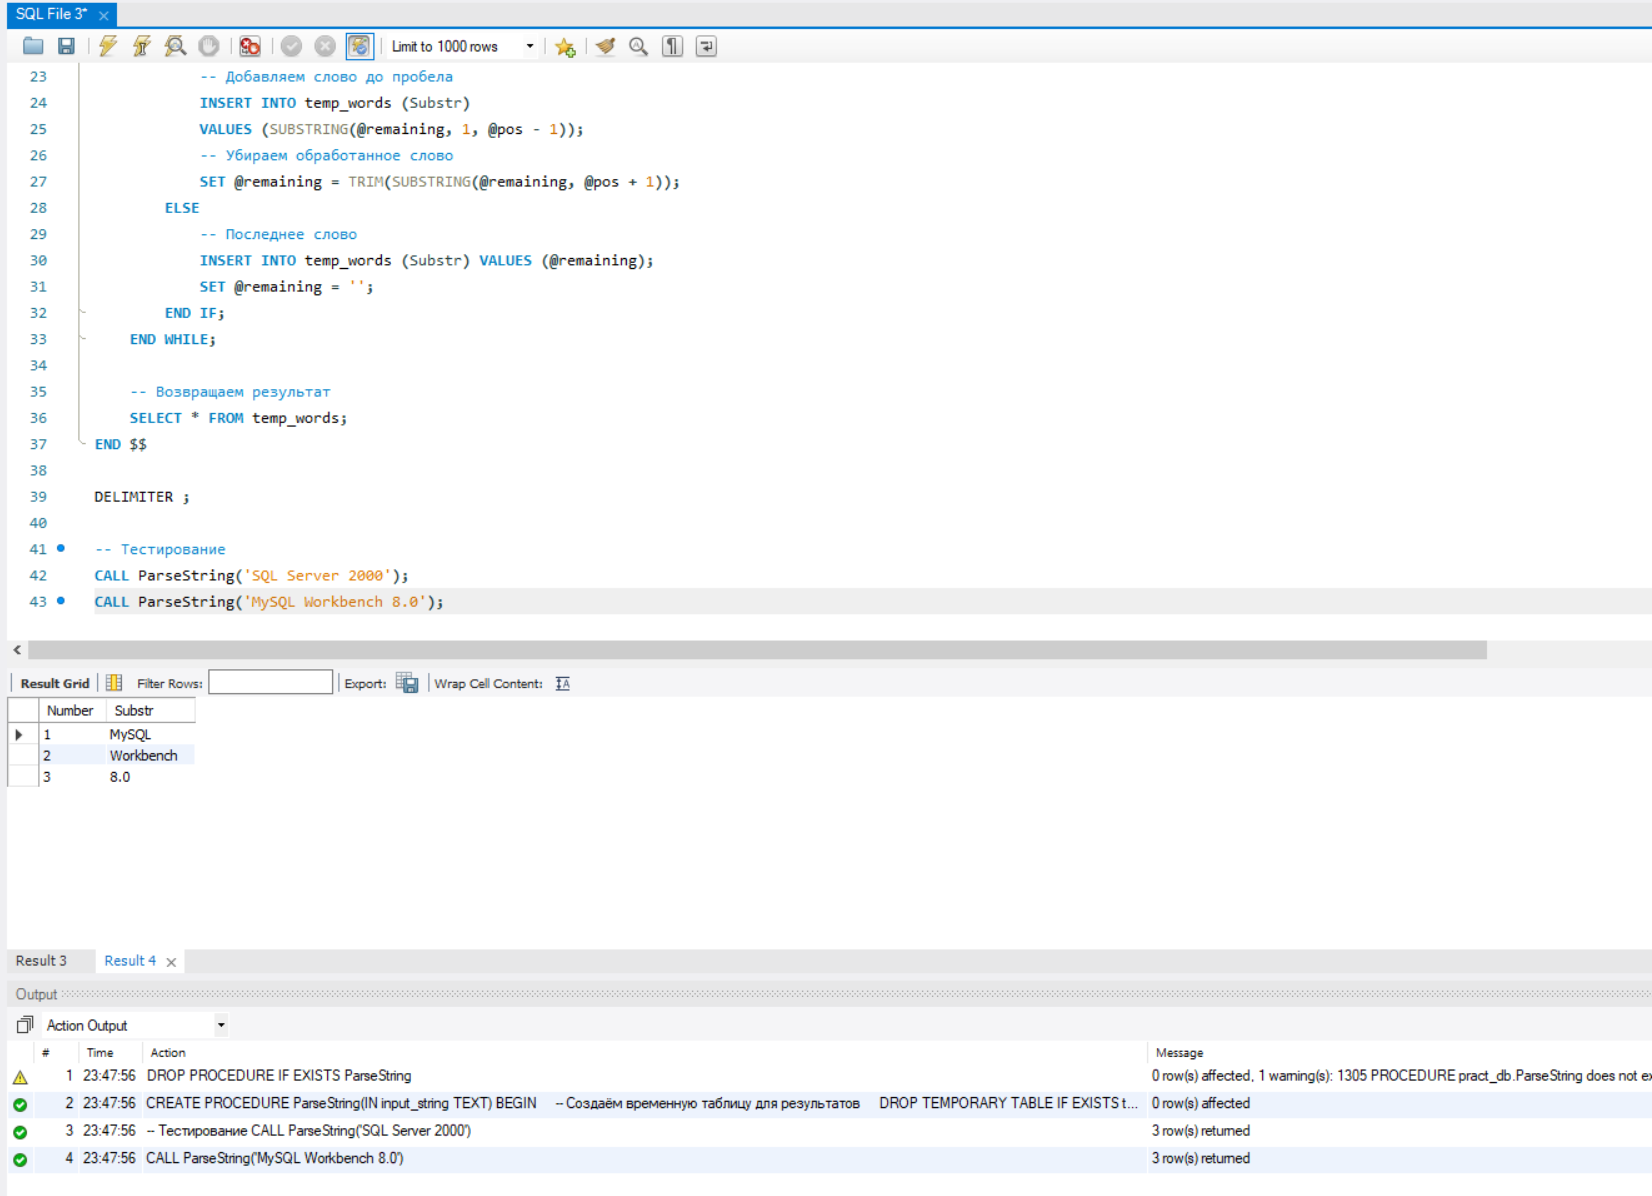 SQL File 3*
Limit to 1000 rows
23 -- Добавляем слово до пробела
24 INSERT INTO temp_words (Substr)
25 VALUES (SUBSTRING(@remaining, 1, @pos - 1));
26 -- Убираем обработанное слово
27 SET @remaining = TRIM(SUBSTRING(@remaining, @pos + 1));
28 ELSE
29 -- Последнее слово
30 INSERT INTO temp_words (Substr) VALUES (@remaining);
31 SET @remaining = '';
32 END IF;
33 END WHILE;
34
35 -- Возвращаем результат
36 SELECT * FROM temp_words;
37 END $$
38
39 DELIMITER ;
40
41 -- Тестирование
42 CALL ParseString('SQL Server 2000');
43 CALL ParseString('MySQL Workbench 8.0');
Result Grid Filter Rows: Export: Wrap Cell Content:
Number Substr
1 MySQL
2 Workbench
3 8.0
Result 3 Result 4
Output
Action Output
# Time Action Message
1 23:47:56 DROP PROCEDURE IF EXISTS ParseString 0 row(s) affected, 1 warning(s): 1305 PROCEDURE pract_db.ParseString does not ex
2 23:47:56 CREATE PROCEDURE ParseString(IN input_string TEXT) BEGIN -- Создаём временную таблицу для результатов DROP TEMPORARY TABLE IF EXISTS t... 0 row(s) affected
3 23:47:56 -- Тестирование CALL ParseString('SQL Server 2000') 3 row(s) returned
4 23:47:56 CALL ParseString('MySQL Workbench 8.0') 3 row(s) returned